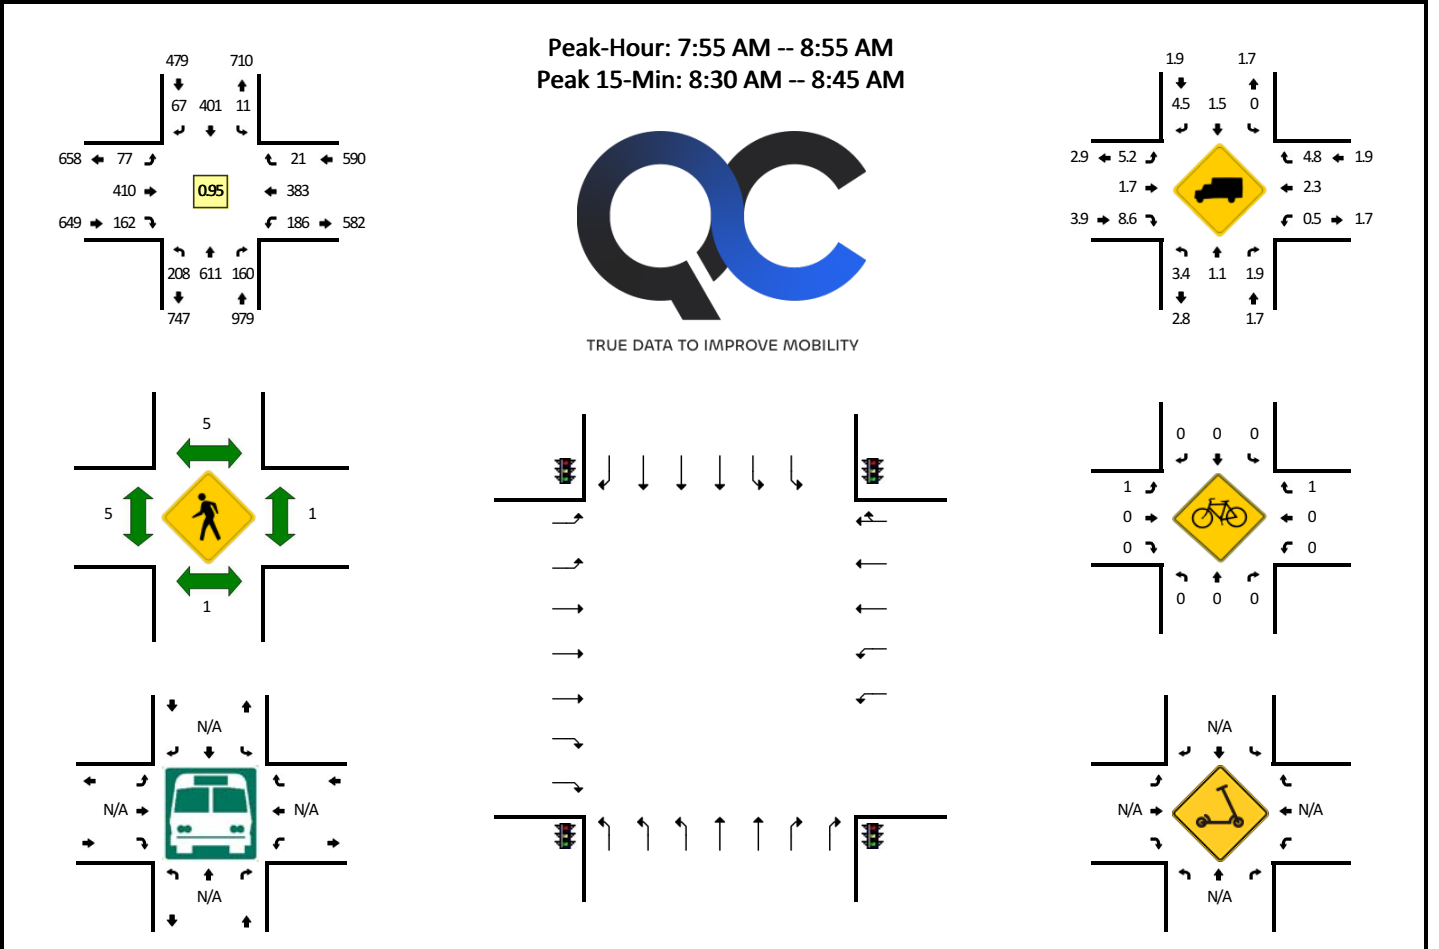 Peak-Hour: 7:55 AM -- 8:55 AM
Peak 15-Min: 8:30 AM -- 8:45 AM
479 710
67 401 11
658 77 21 590
410 0.95 383
649 162 186 582
208 611 160
747 979
QC
TRUE DATA TO IMPROVE MOBILITY
1.9 1.7
4.5 1.5 0
2.9 5.2 4.8 1.9
1.7 2.3
3.9 8.6 0.5 1.7
3.4 1.1 1.9
2.8 1.7
5
5 1
1
0 0 0
1 1
0 0
0 0
0 0 0
N/A
N/A N/A
N/A
N/A
N/A N/A
N/A